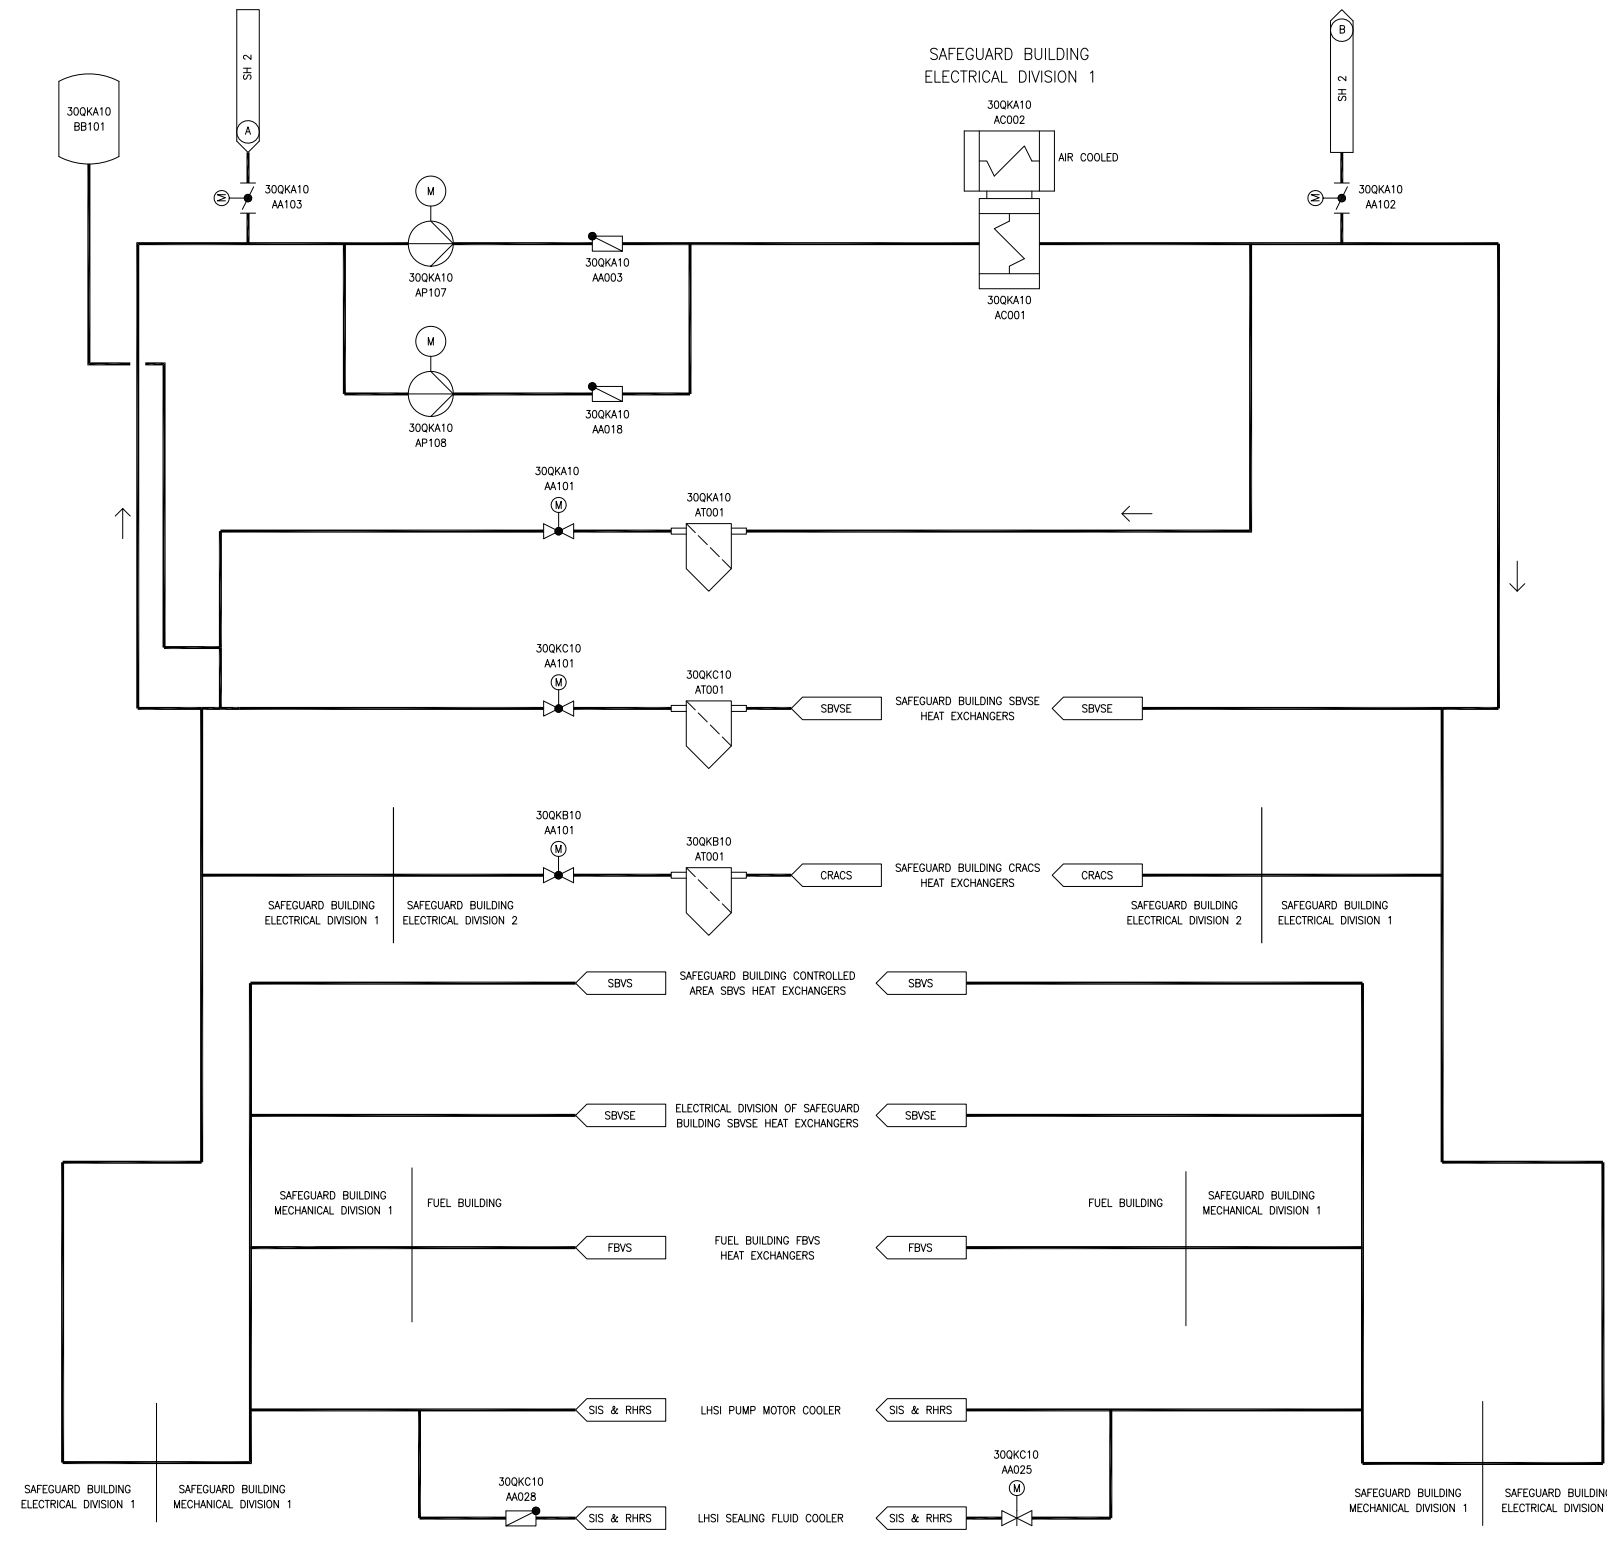 SH 2
A
SH 2
B
SAFEGUARD BUILDING
ELECTRICAL DIVISION 1
30QKA10
BB101
30QKA10
AC002
AIR COOLED
M
30QKA10
AA103
M
M
30QKA10
AA102
30QKA10
AP107
30QKA10
AA003
30QKA10
AC001
M
30QKA10
AP108
30QKA10
AA018
30QKA10
AA101
M
30QKA10
AT001
30QKC10
AA101
M
30QKC10
AT001
SBVSE
SAFEGUARD BUILDING SBVSE
HEAT EXCHANGERS
SBVSE
30QKB10
AA101
M
30QKB10
AT001
CRACS
SAFEGUARD BUILDING CRACS
HEAT EXCHANGERS
CRACS
SAFEGUARD BUILDING
ELECTRICAL DIVISION 1
SAFEGUARD BUILDING
ELECTRICAL DIVISION 2
SAFEGUARD BUILDING
ELECTRICAL DIVISION 2
SAFEGUARD BUILDING
ELECTRICAL DIVISION 1
SBVS
SAFEGUARD BUILDING CONTROLLED
AREA SBVS HEAT EXCHANGERS
SBVS
SBVSE
ELECTRICAL DIVISION OF SAFEGUARD
BUILDING SBVSE HEAT EXCHANGERS
SBVSE
SAFEGUARD BUILDING
MECHANICAL DIVISION 1
FUEL BUILDING
FUEL BUILDING
SAFEGUARD BUILDING
MECHANICAL DIVISION 1
FBVS
FUEL BUILDING FBVS
HEAT EXCHANGERS
FBVS
SIS & RHRS
LHSI PUMP MOTOR COOLER
SIS & RHRS
SAFEGUARD BUILDING
ELECTRICAL DIVISION 1
SAFEGUARD BUILDING
MECHANICAL DIVISION 1
30QKC10
AA028
30QKC10
AA025
M
SIS & RHRS
LHSI SEALING FLUID COOLER
SIS & RHRS
SAFEGUARD BUILDING
MECHANICAL DIVISION 1
SAFEGUARD BUILDIN
ELECTRICAL DIVISION